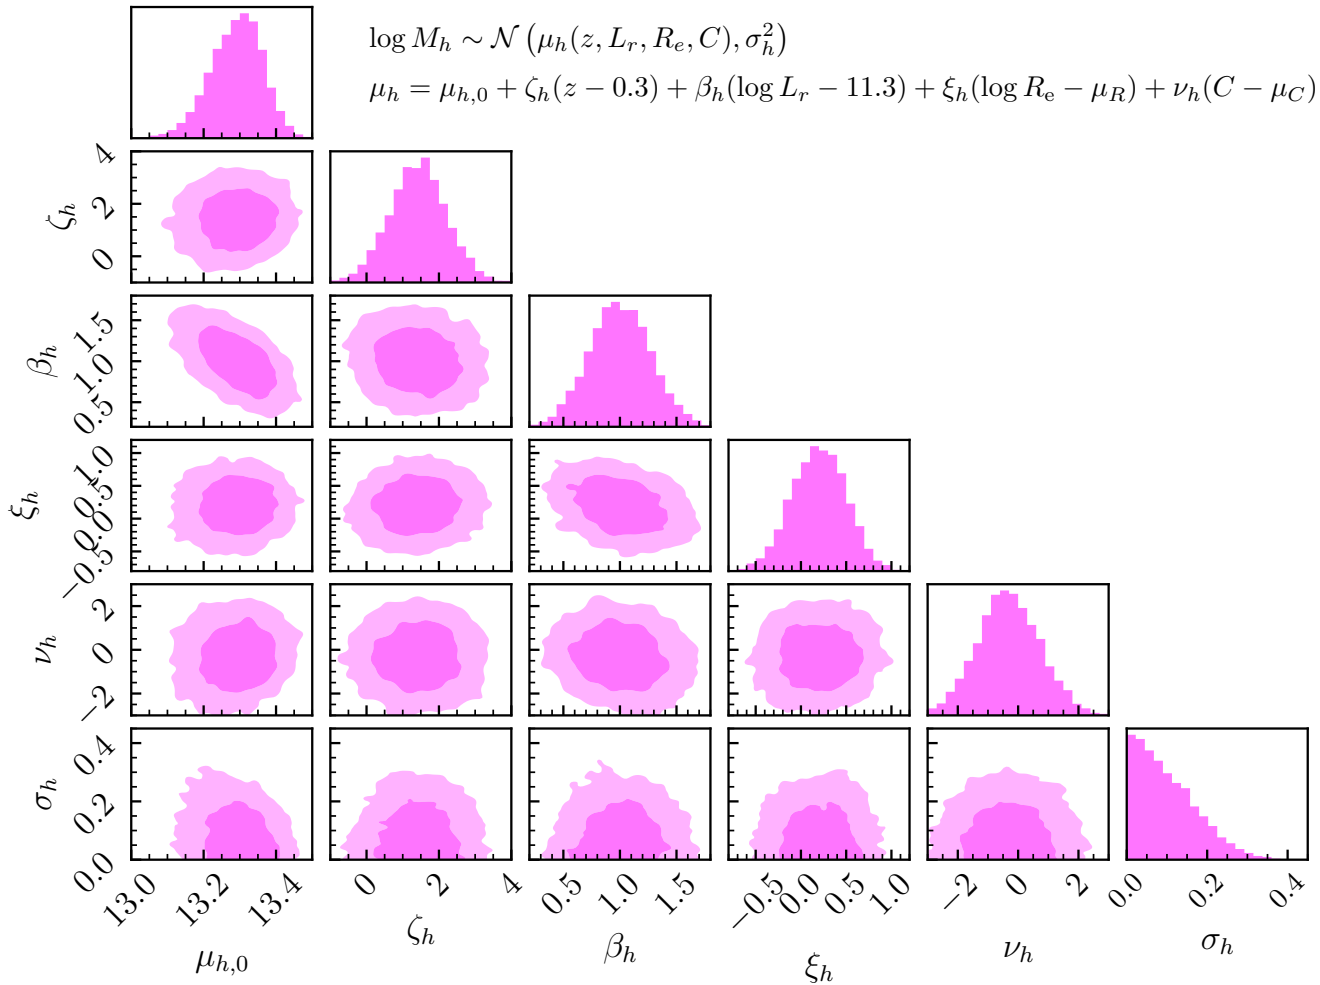 log M_h ∼ 𝒩 (μ_h(z, L_r, R_e, C), σ_h^2)
μ_h = μ_{h,0} + ζ_h(z − 0.3) + β_h(log L_r − 11.3) + ξ_h(log R_e − μ_R) + ν_h(C − μ_C)
ζ_h
4
2
0
β_h
1.5
1.0
0.5
ξ_h
1.0
0.5
0.0
−0.5
ν_h
2
0
−2
σ_h
0.4
0.2
0.0
13.0 13.2 13.4
0 2 4
0.5 1.0 1.5
−0.5 0.0 0.5 1.0
−2 0 2
0.0 0.2 0.4
μ_{h,0}
ζ_h
β_h
ξ_h
ν_h
σ_h